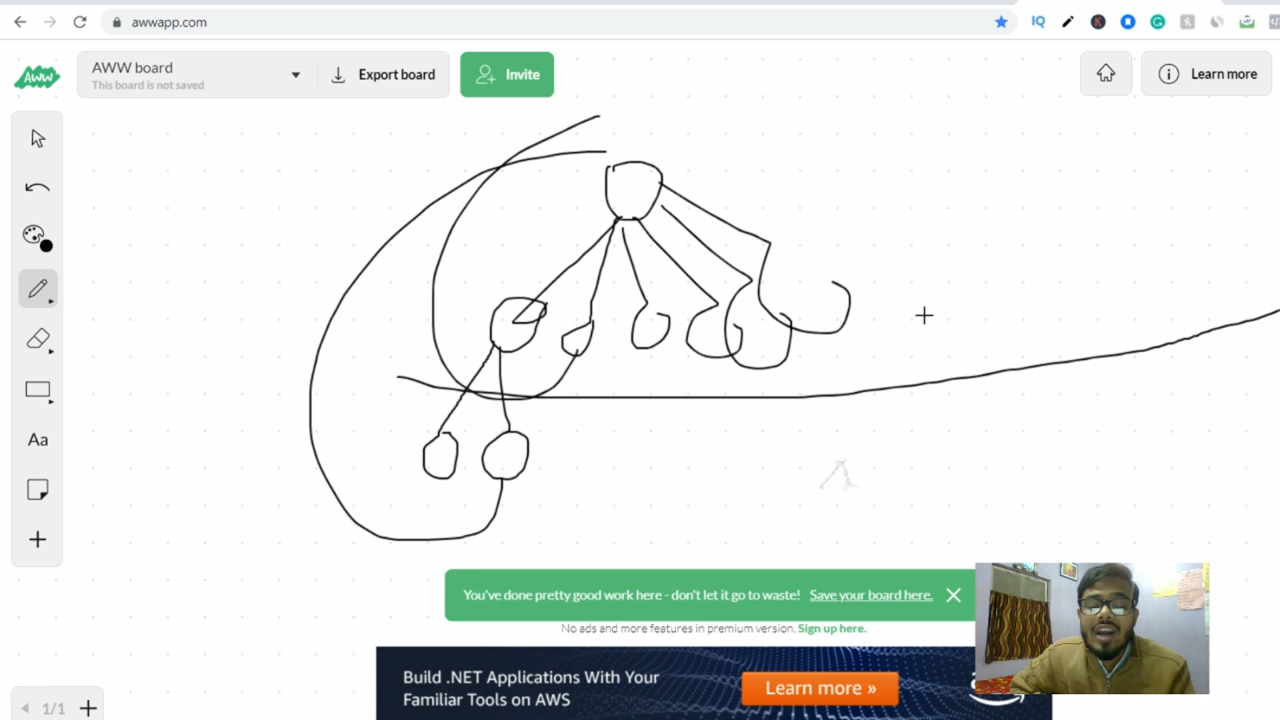 awwapp.com
IQ
K
AWW
AWW board
This board is not saved
Export board
Invite
Learn more
Aa
You've done pretty good work here - don't let it go to waste! Save your board here.
No ads and more features in premium version. Sign up here.
Build .NET Applications With Your
Familiar Tools on AWS
Learn more »
1/1